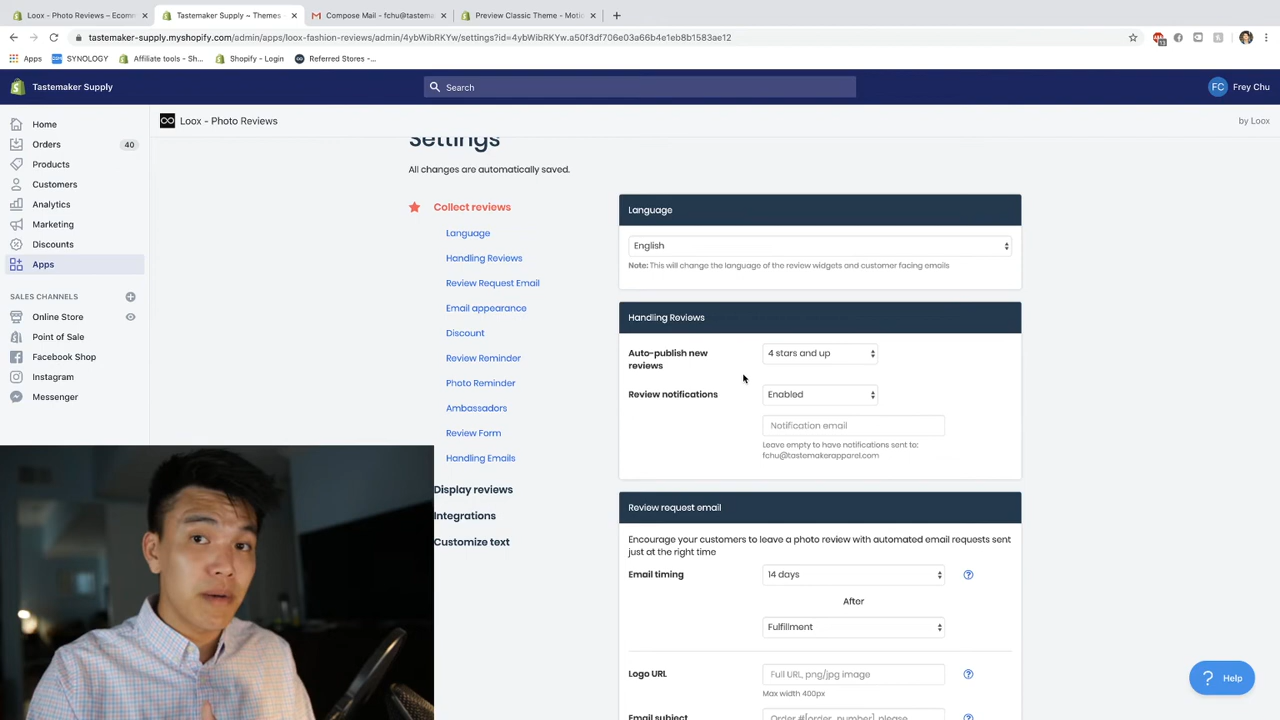 Loox - Photo Reviews – Ecomm
Tastemaker Supply ~ Themes
Compose Mail - fchu@tastema
Preview Classic Theme - Motio
tastemaker-supply.myshopify.com/admin/apps/loox-fashion-reviews/admin/4ybWibRKYw/settings?id=4ybWibRKYw.a50f3df706e03a66b4e1eb8b1583ae12
Apps
SYNOLOGY
Affiliate tools - Sh...
Shopify - Login
Referred Stores -...
Tastemaker Supply
Search
FC
Frey Chu
Home
Orders
40
Products
Customers
Analytics
Marketing
Discounts
Apps
SALES CHANNELS
Online Store
Point of Sale
Facebook Shop
Instagram
Messenger
Loox - Photo Reviews
by Loox
Settings
All changes are automatically saved.
Collect reviews
Language
Handling Reviews
Review Request Email
Email appearance
Discount
Review Reminder
Photo Reminder
Ambassadors
Review Form
Handling Emails
Display reviews
Integrations
Customize text
Language
English
Note: This will change the language of the review widgets and customer facing emails
Handling Reviews
Auto-publish new
reviews
4 stars and up
Review notifications
Enabled
Notification email
Leave empty to have notifications sent to:
fchu@tastemakerapparel.com
Review request email
Encourage your customers to leave a photo review with automated email requests sent
just at the right time
Email timing
14 days
After
Fulfillment
Logo URL
Full URL, png/jpg image
Max width 400px
Email subject
Order #[order_number], please
Help